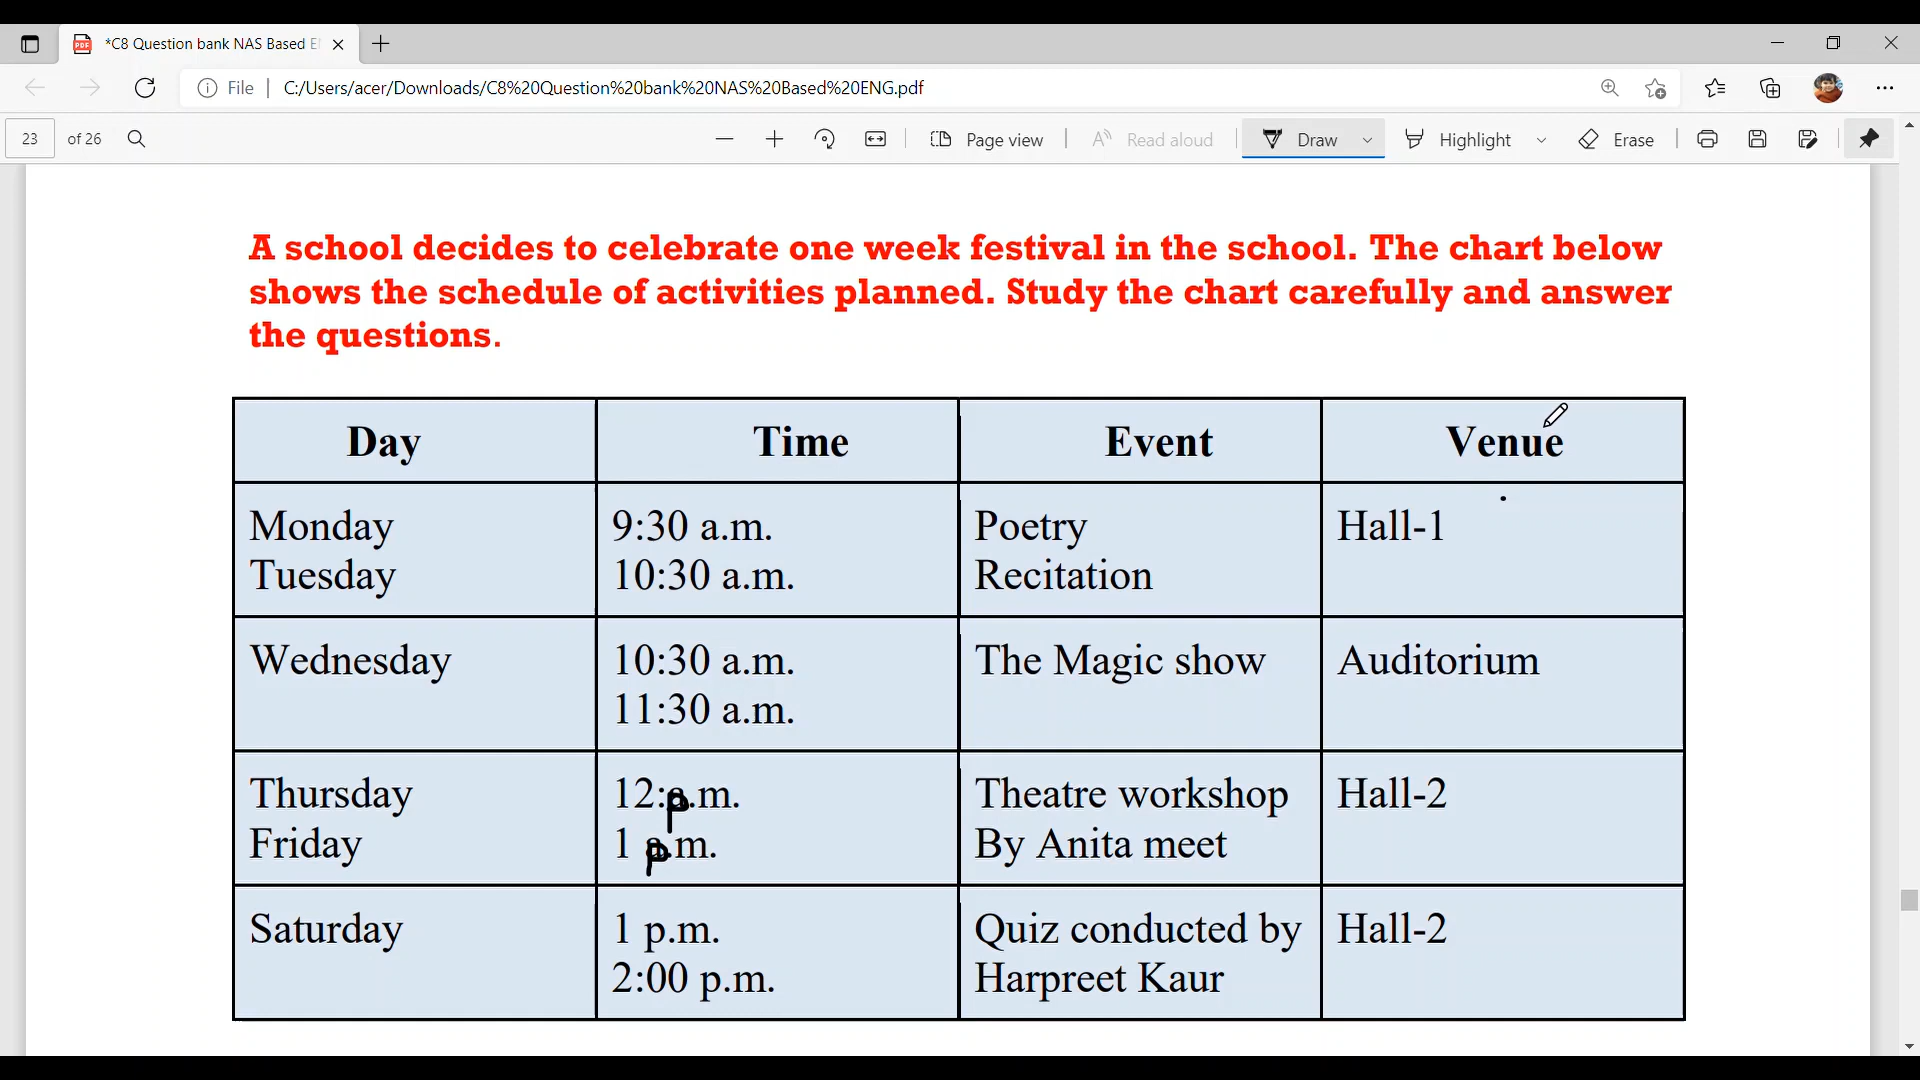 *C8 Question bank NAS Based E
File C:/Users/acer/Downloads/C8%20Question%20bank%20NAS%20Based%20ENG.pdf
23 of 26 Page view Read aloud Draw Highlight Erase
A school decides to celebrate one week festival in the school. The chart below
shows the schedule of activities planned. Study the chart carefully and answer
the questions.
Day Time Event Venue
Monday 9:30 a.m. Poetry Hall-1
Tuesday 10:30 a.m. Recitation
Wednesday 10:30 a.m. The Magic show Auditorium
11:30 a.m.
Thursday 12:p.m. Theatre workshop Hall-2
Friday 1 p.m. By Anita meet
Saturday 1 p.m. Quiz conducted by Hall-2
2:00 p.m. Harpreet Kaur